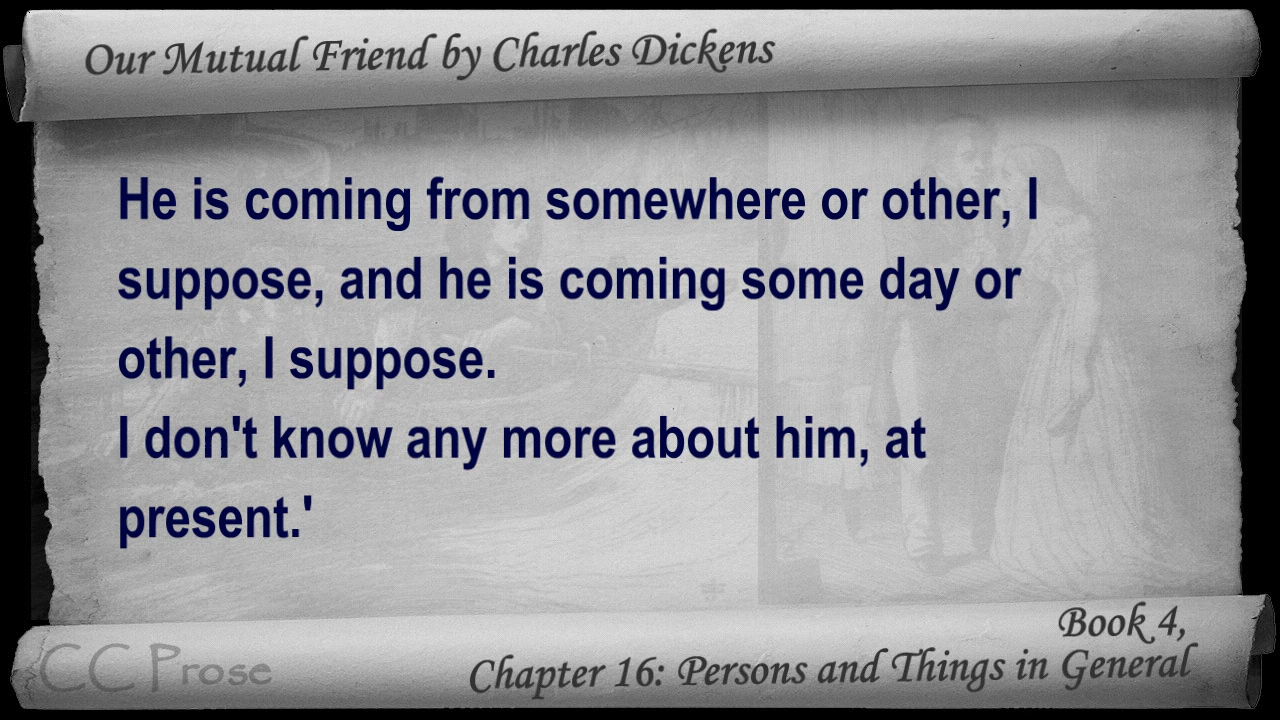 Our Mutual Friend by Charles Dickens
He is coming from somewhere or other, I
suppose, and he is coming some day or
other, I suppose.
I don't know any more about him, at
present.'
Book 4,
CC Prose
Chapter 16: Persons and Things in General